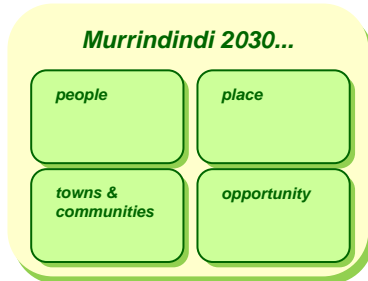 Murrindindi 2030...
people
place
towns &
communities
opportunity